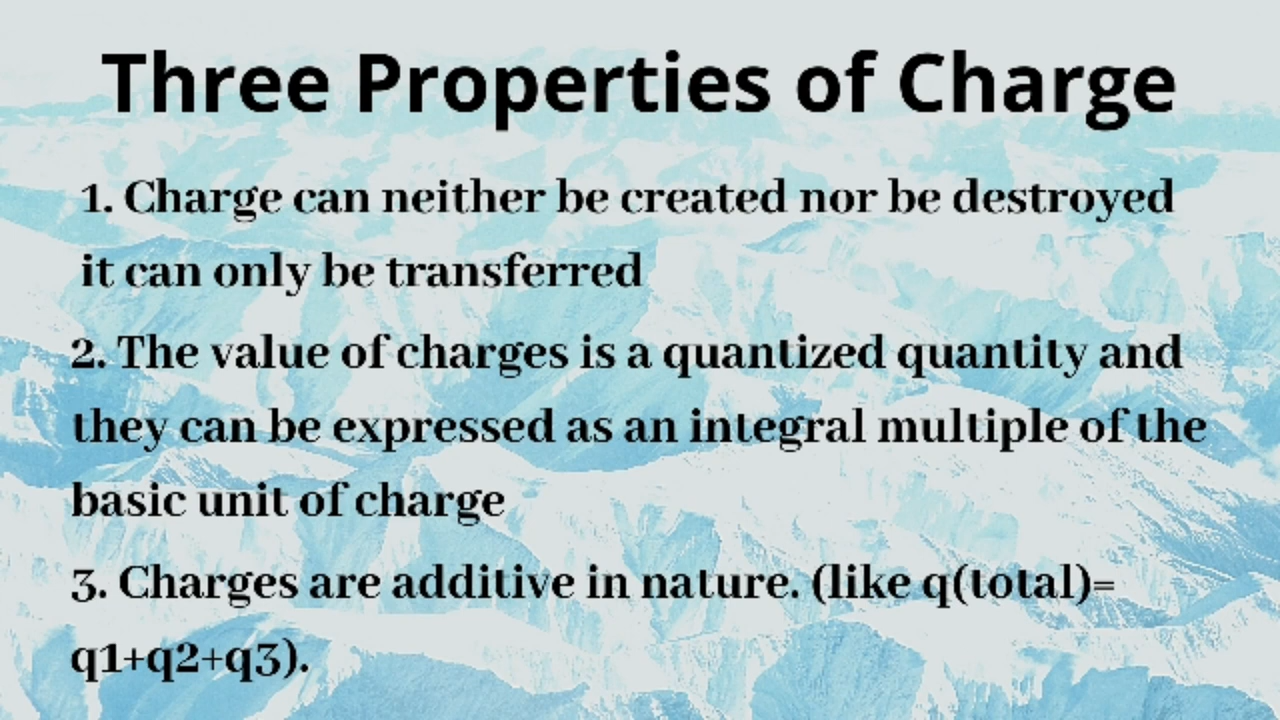 Three Properties of Charge
1. Charge can neither be created nor be destroyed
it can only be transferred
2. The value of charges is a quantized quantity and
they can be expressed as an integral multiple of the
basic unit of charge
3. Charges are additive in nature. (like q(total)=
q1+q2+q3).